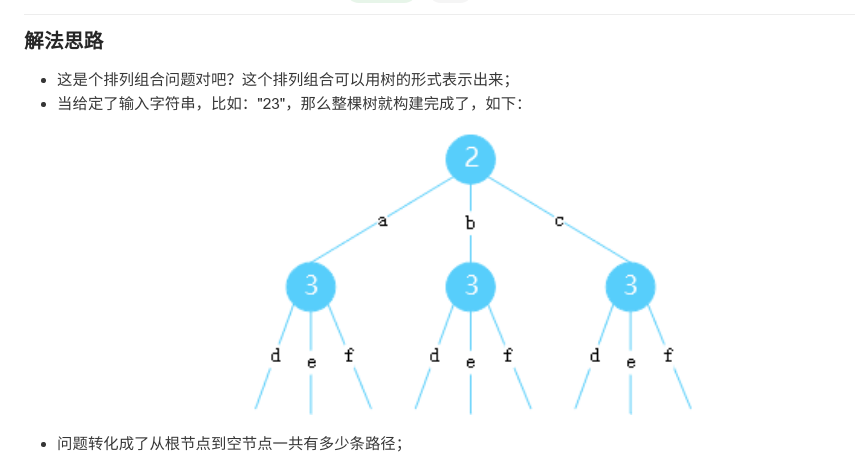 解法思路
这是个排列组合问题对吧？这个排列组合可以用树的形式表示出来；
当给定了输入字符串，比如："23"，那么整棵树就构建完成了，如下：
2
a b c
3 3 3
d e f d e f d e f
问题转化成了从根节点到空节点一共有多少条路径；